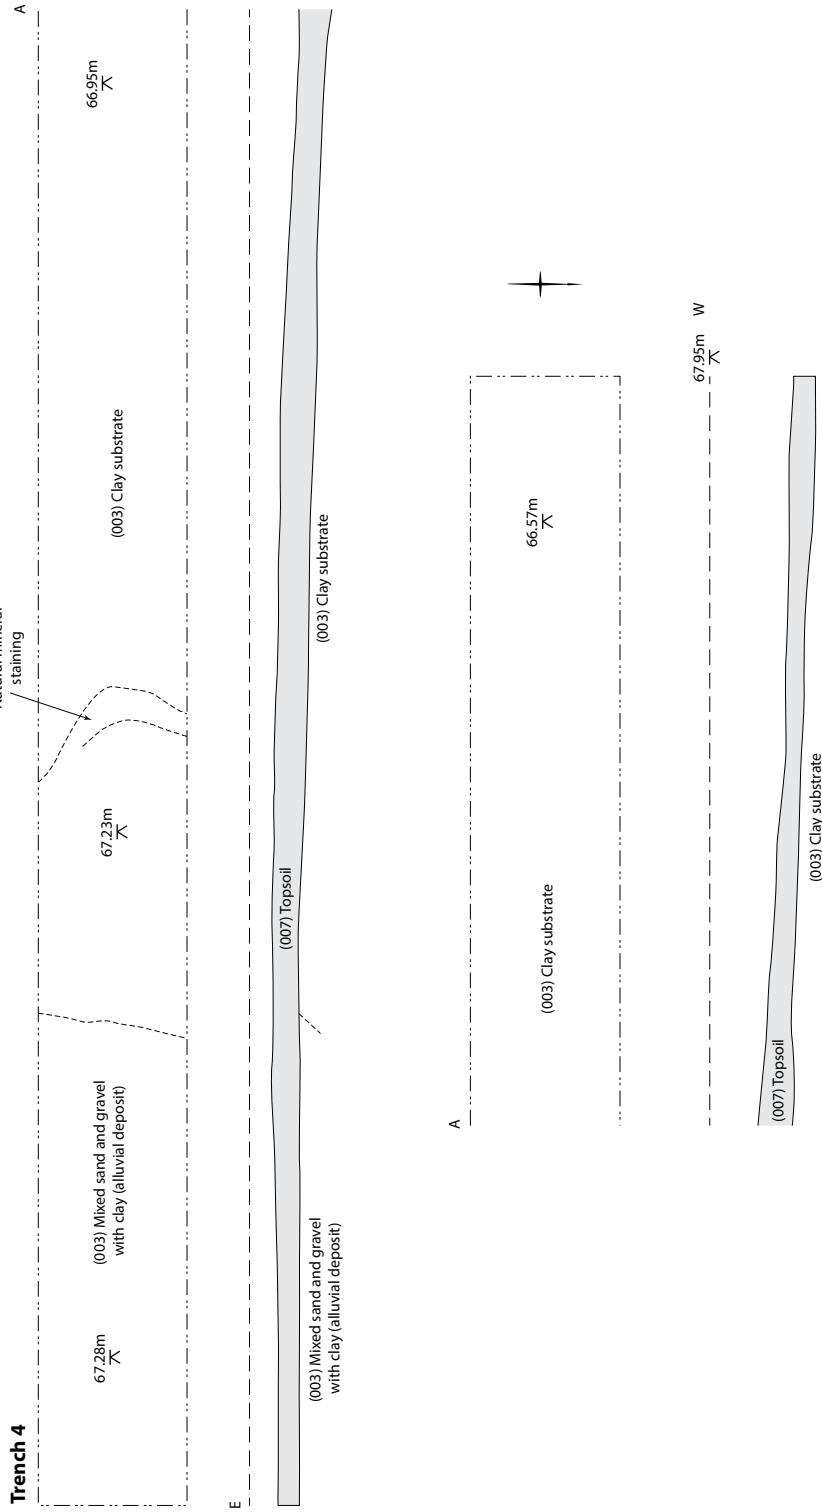 Trench 4
A
staining
67.28m
(003) Mixed sand and gravel
with clay (alluvial deposit)
67.23m
(003) Clay substrate
66.95m
E
(003) Mixed sand and gravel
with clay (alluvial deposit)
(007) Topsoil
(003) Clay substrate
A
(003) Clay substrate
66.57m
67.95m
W
(007) Topsoil
(003) Clay substrate